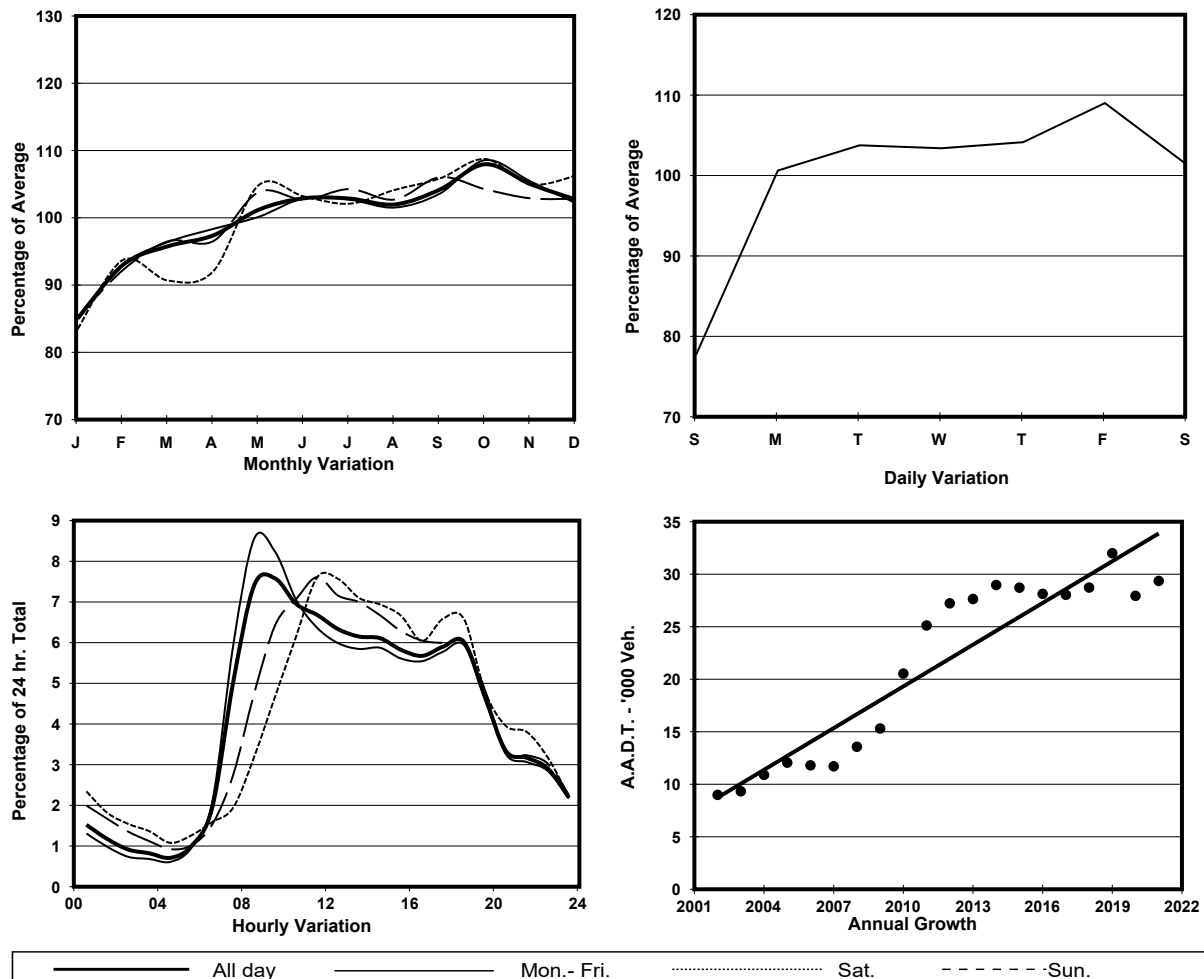 130
120
110
100
90
80
70
Percentage of Average
J F M A M J J A S O N D
Monthly Variation
120
110
100
90
80
70
Percentage of Average
S M T W T F S
Daily Variation
9
8
7
6
5
4
3
2
1
0
Percentage of 24 hr. Total
00 04 08 12 16 20 24
Hourly Variation
35
30
25
20
15
10
5
0
A.A.D.T. - '000 Veh.
2001 2004 2007 2010 2013 2016 2019 2022
Annual Growth
All day Mon.- Fri. Sat. Sun.